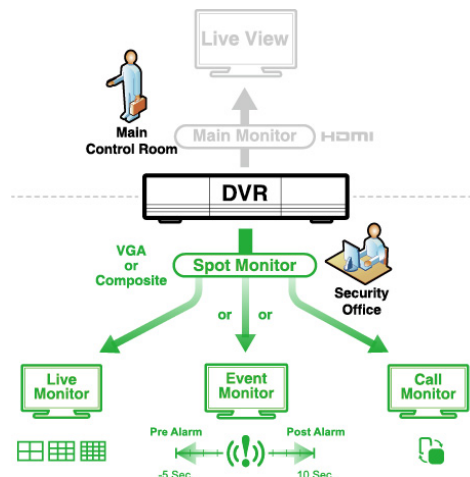 Live View
Main
Control Room
Main Monitor
HDMI
DVR
VGA
or
Composite
Spot Monitor
Security
Office
or
or
Live
Monitor
Event
Monitor
Call
Monitor
Pre Alarm
Post Alarm
-5 Sec
10 Sec